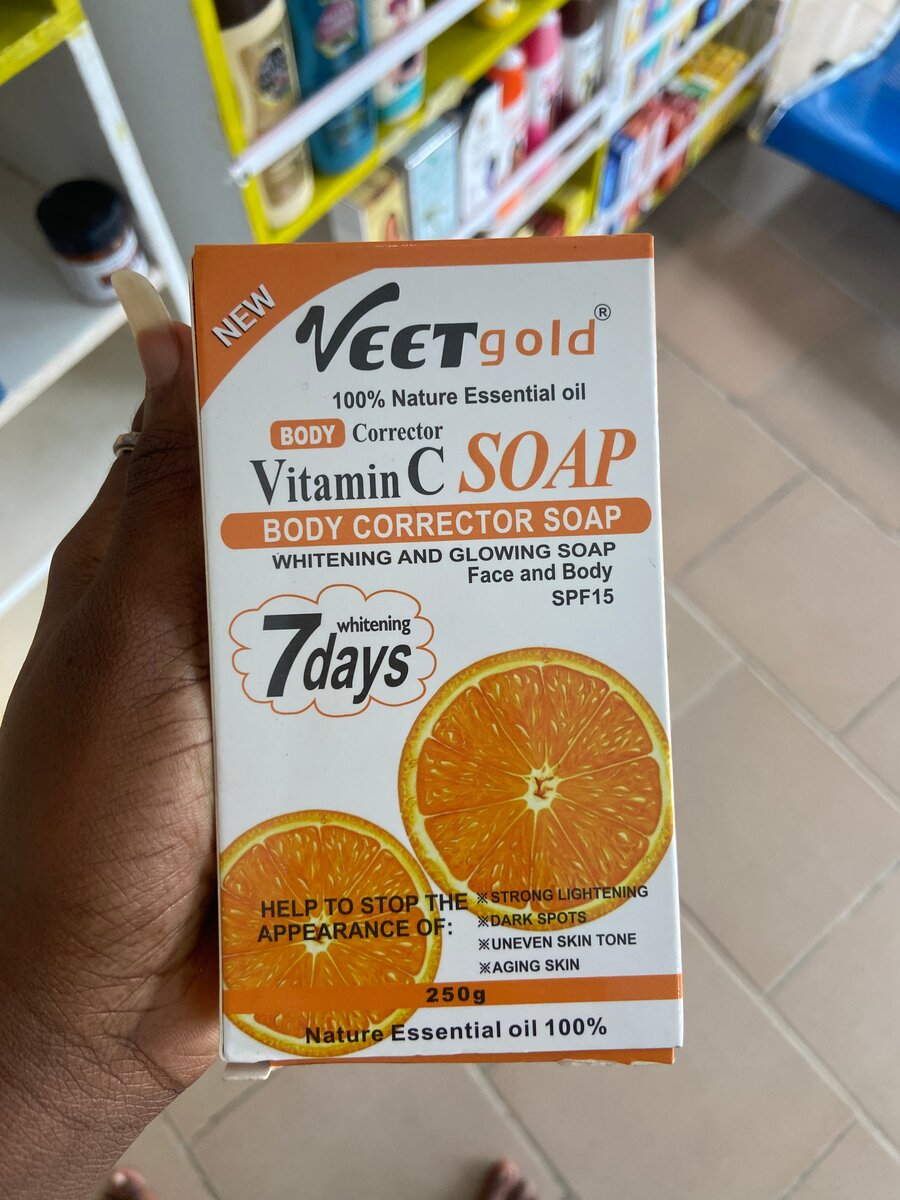 NEW
VEETgold®
100% Nature Essential oil
BODY Corrector
Vitamin C SOAP
BODY CORRECTOR SOAP
WHITENING AND GLOWING SOAP
Face and Body
SPF15
whitening
7days
HELP TO STOP THE
APPEARANCE OF:
※STRONG LIGHTENING
※DARK SPOTS
※UNEVEN SKIN TONE
※AGING SKIN
250g
Nature Essential oil 100%